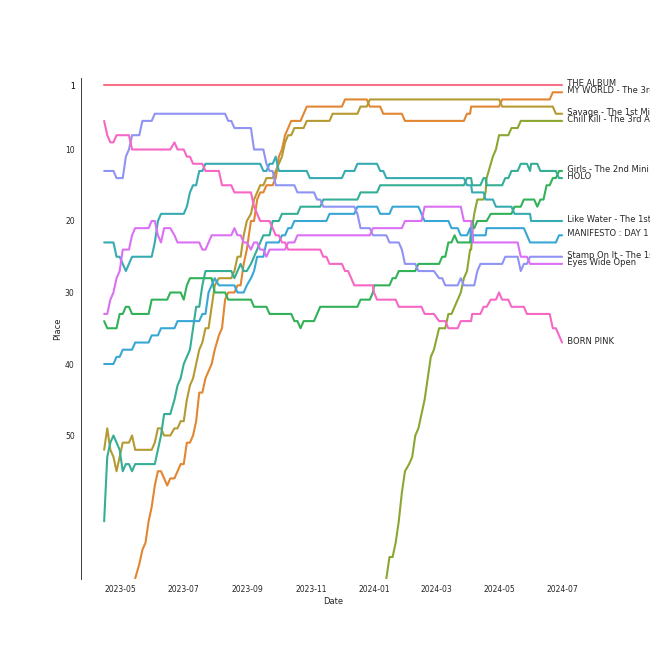 THE ALBUM
MY WORLD - The 3r
Savage - The 1st Mi
Chill Kill - The 3rd A
Girls - The 2nd Mini
HOLO
Like Water - The 1st
MANIFESTO : DAY 1
Stamp On It - The 1s
Eyes Wide Open
BORN PINK
1
10
20
30
40
50
Place
2023-05
2023-07
2023-09
2023-11
2024-01
2024-03
2024-05
2024-07
Date